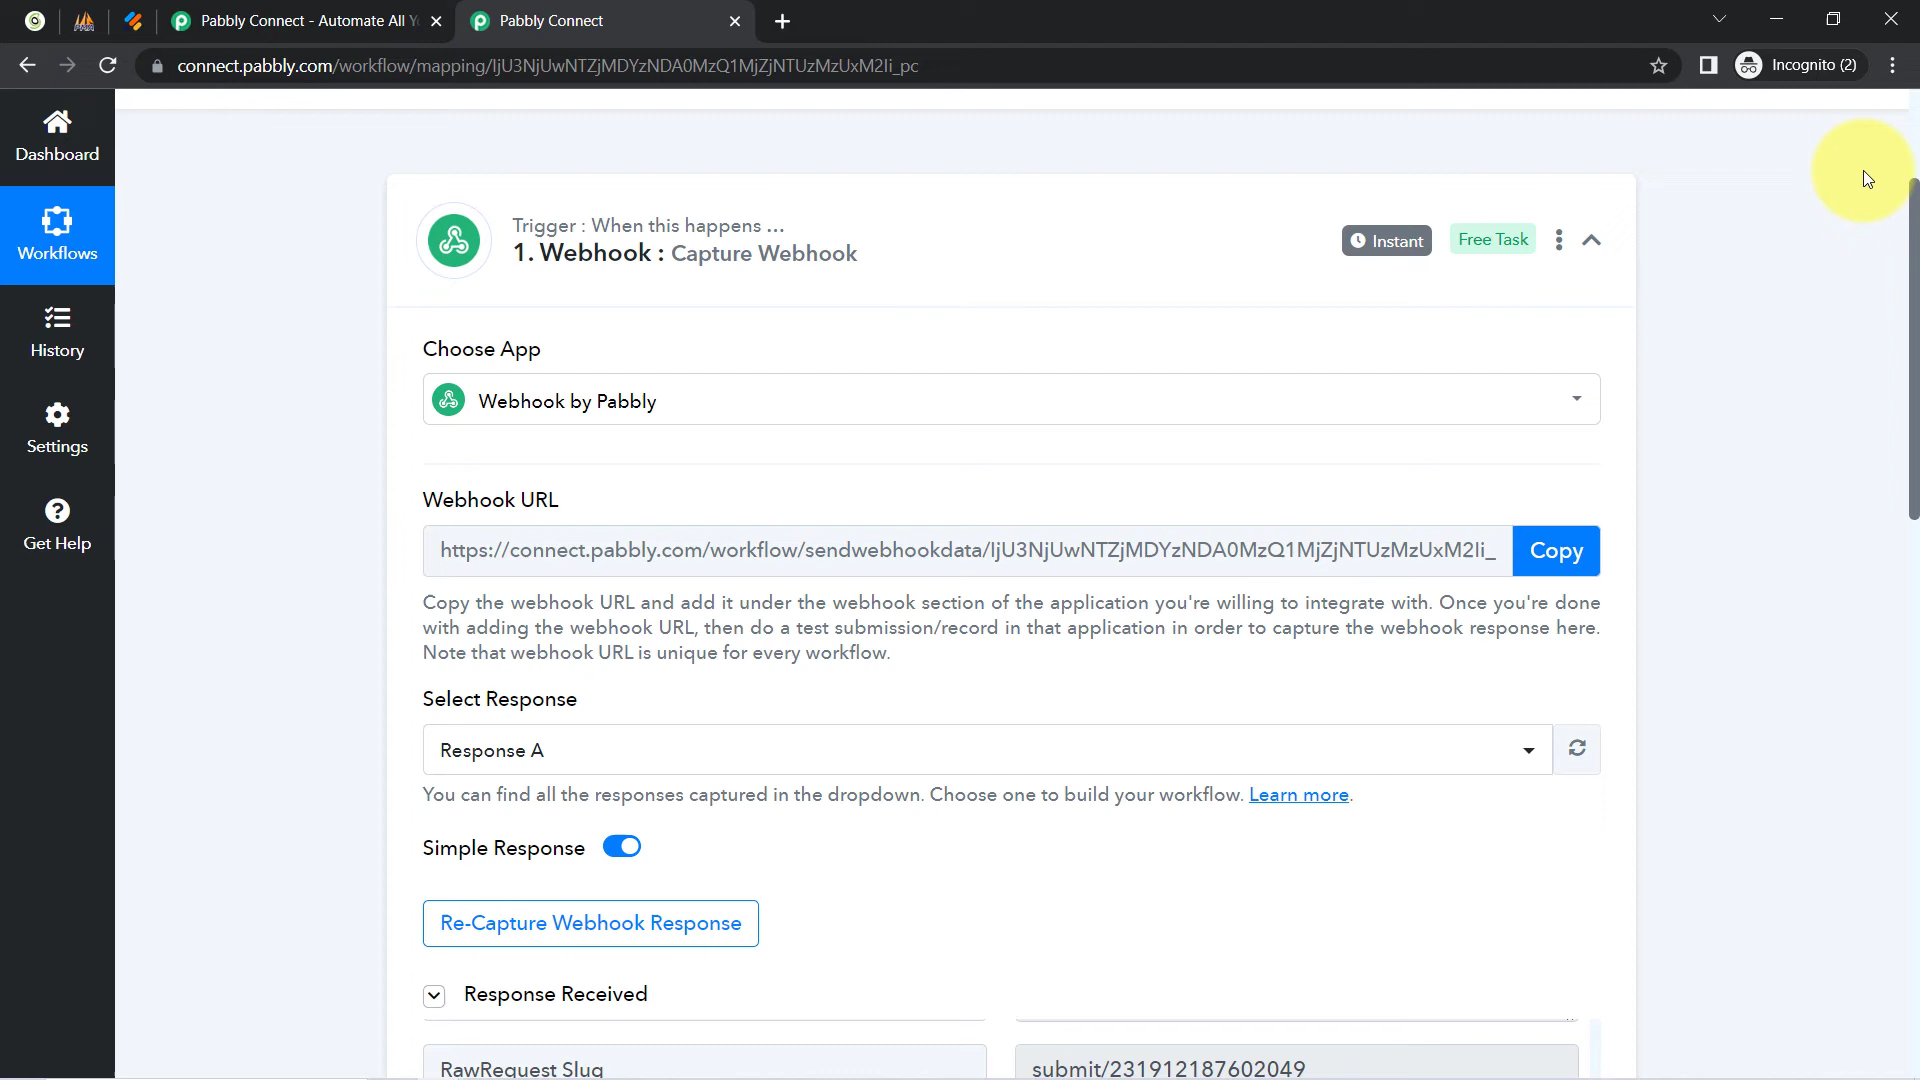 Pabbly Connect - Automate All Y
Pabbly Connect
connect.pabbly.com/workflow/mapping/IjU3NjUwNTZjMDYzNDA0MzQ1MjZjNTUzMzUxM2Ii_pc
Incognito (2)
Dashboard
Workflows
History
Settings
Get Help
Trigger : When this happens ...
1. Webhook : Capture Webhook
Instant
Free Task
Choose App
Webhook by Pabbly
Webhook URL
https://connect.pabbly.com/workflow/sendwebhookdata/IjU3NjUwNTZjMDYzNDA0MzQ1MjZjNTUzMzUxM2Ii_
Copy
Copy the webhook URL and add it under the webhook section of the application you're willing to integrate with. Once you're done
with adding the webhook URL, then do a test submission/record in that application in order to capture the webhook response here.
Note that webhook URL is unique for every workflow.
Select Response
Response A
You can find all the responses captured in the dropdown. Choose one to build your workflow. Learn more.
Simple Response
Re-Capture Webhook Response
Response Received
RawRequest Slug
submit/231912187602049